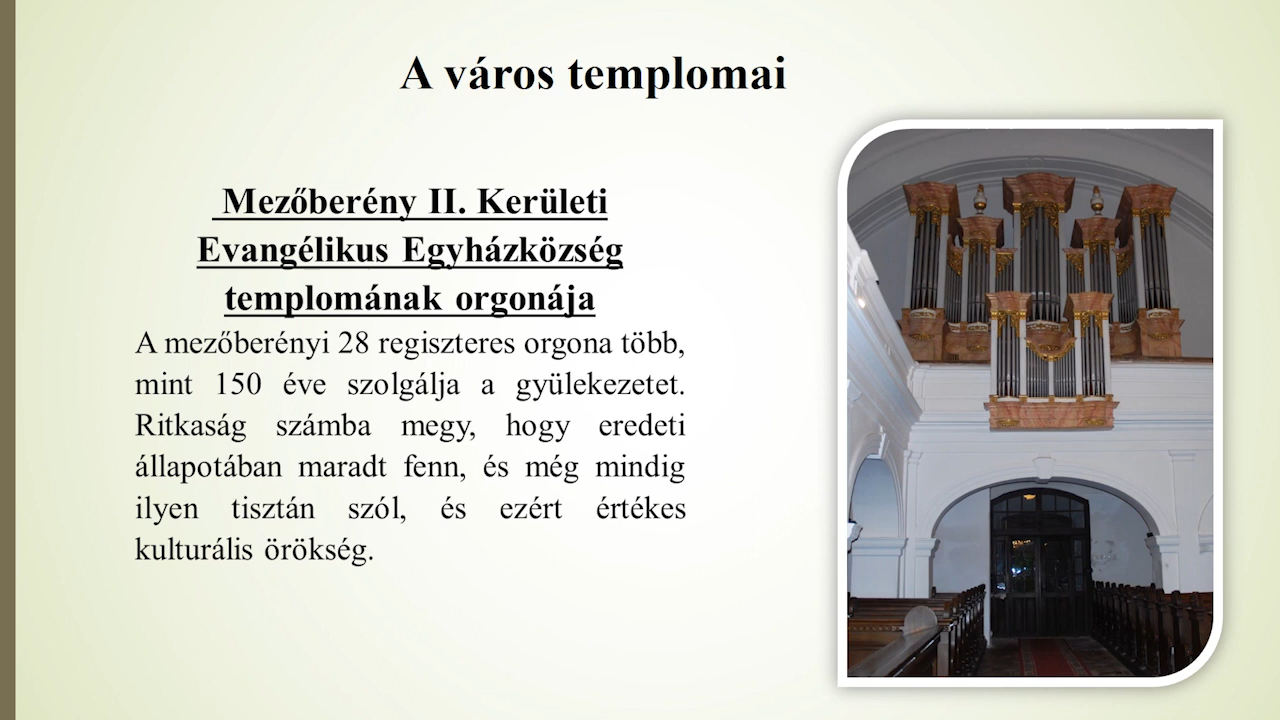 A város templomai
Mezőberény II. Kerületi
Evangélikus Egyházközség
templomának orgonája
A mezőberényi 28 regiszteres orgona több,
mint 150 éve szolgálja a gyülekezetet.
Ritkaság számba megy, hogy eredeti
állapotában maradt fenn, és még mindig
ilyen tisztán szól, és ezért értékes
kulturális örökség.